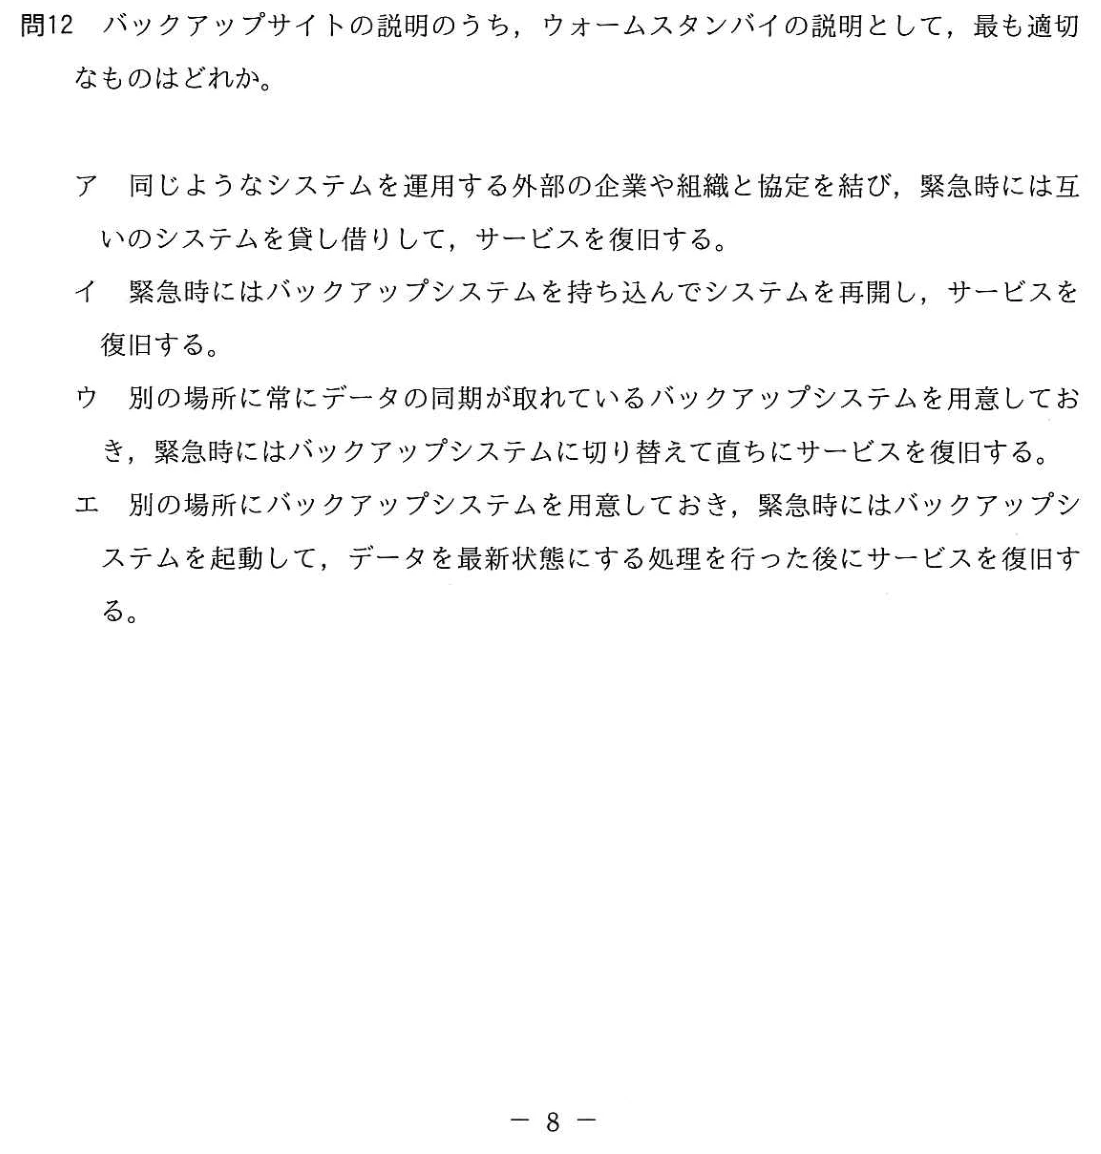 問12　バックアップサイトの説明のうち，ウォームスタンバイの説明として，最も適切
なものはどれか。
ア　同じようなシステムを運用する外部の企業や組織と協定を結び，緊急時には互
いのシステムを貸し借りして，サービスを復旧する。
イ　緊急時にはバックアップシステムを持ち込んでシステムを再開し，サービスを
復旧する。
ウ　別の場所に常にデータの同期が取れているバックアップシステムを用意してお
き，緊急時にはバックアップシステムに切り替えて直ちにサービスを復旧する。
エ　別の場所にバックアップシステムを用意しておき，緊急時にはバックアップシ
ステムを起動して，データを最新状態にする処理を行った後にサービスを復旧す
る。
－ 8 －